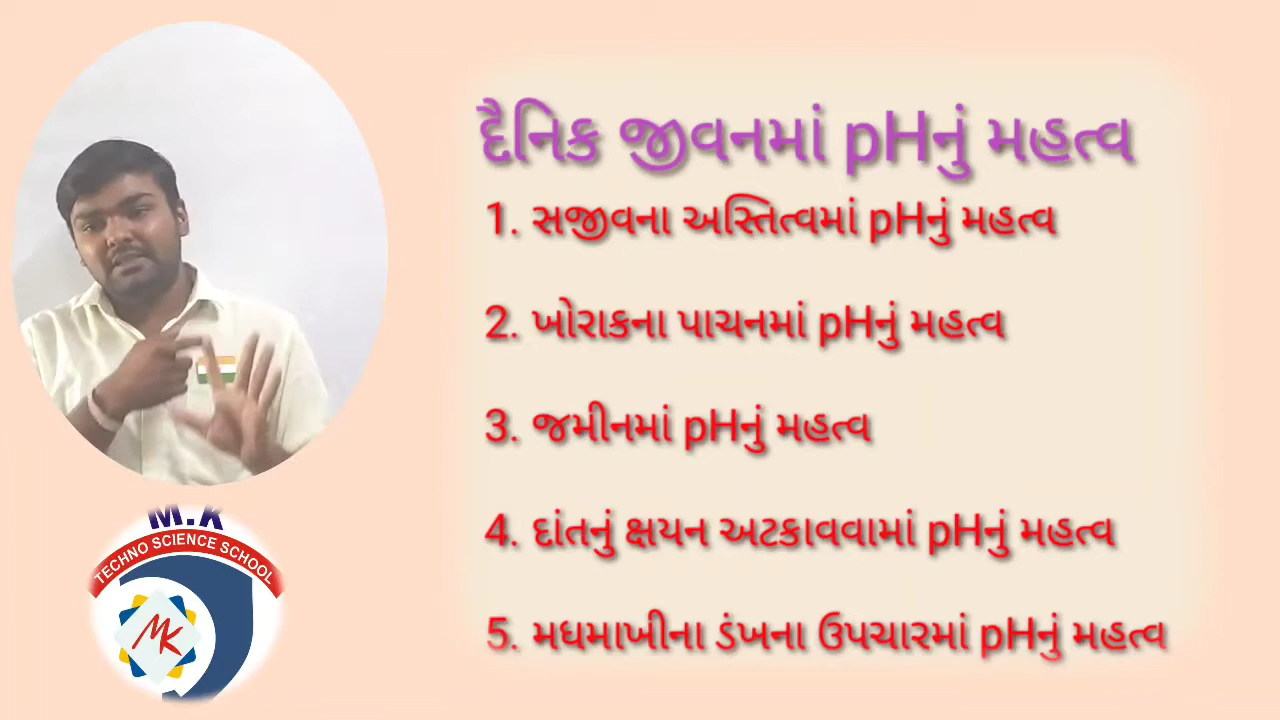 દૈનિક જીવનમાં pHનું મહત્વ
1. સજીવના અસ્તિત્વમાં pHનું મહત્વ
2. ખોરાકના પાચનમાં pHનું મહત્વ
3. જમીનમાં pHનું મહત્વ
4. દાંતનું ક્ષયન અટકાવવામાં pHનું મહત્વ
5. મધમાખીના ડંખના ઉપચારમાં pHનું મહત્વ
M.K
TECHNO SCIENCE SCHOOL
MK